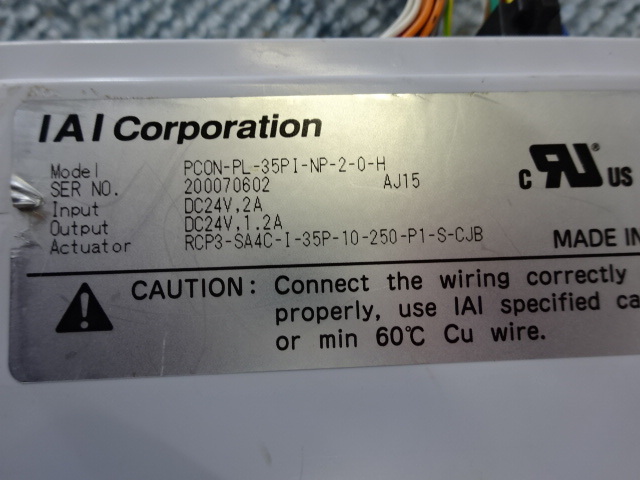 IAI Corporation
Model PCON-PL-35PI-NP-2-0-H
SER NO. 200070602 AJ15
Input DC24V,2A
Output DC24V,1.2A
Actuator RCP3-SA4C-I-35P-10-250-P1-S-CJB
c RU US
MADE IN
CAUTION: Connect the wiring correctly
properly, use IAI specified ca
or min 60℃ Cu wire.